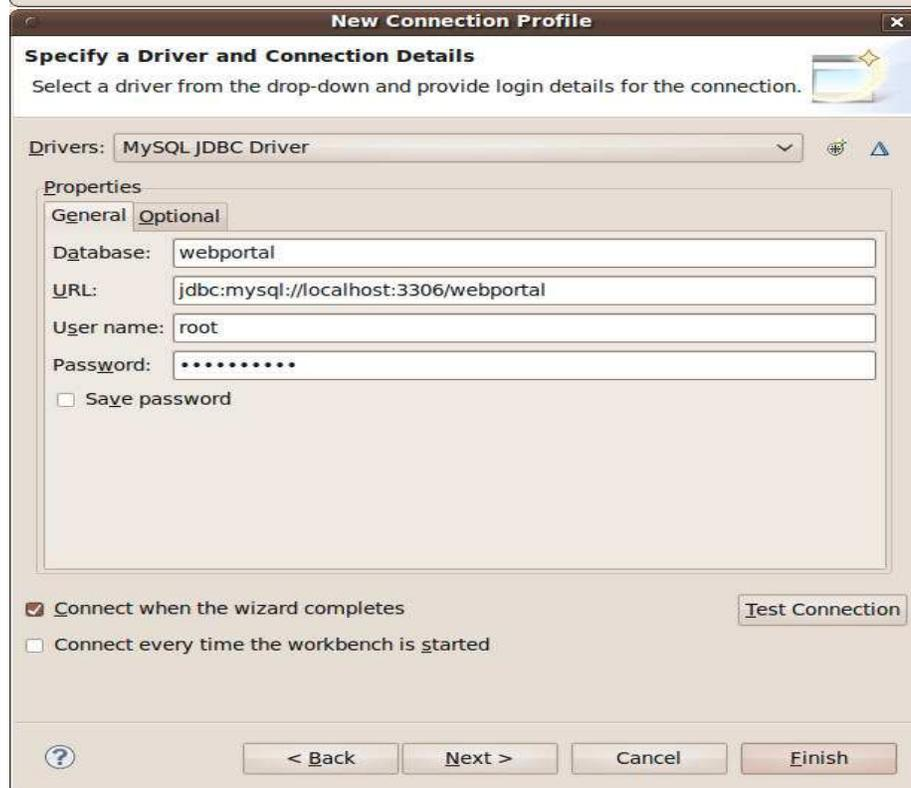 New Connection Profile
Specify a Driver and Connection Details
Select a driver from the drop-down and provide login details for the connection.
Drivers: MySQL JDBC Driver
Properties
General Optional
Database: webportal
URL: jdbc:mysql://localhost:3306/webportal
User name: root
Password: ••••••••••
Save password
Connect when the wizard completes
Test Connection
Connect every time the workbench is started
? < Back Next > Cancel Finish